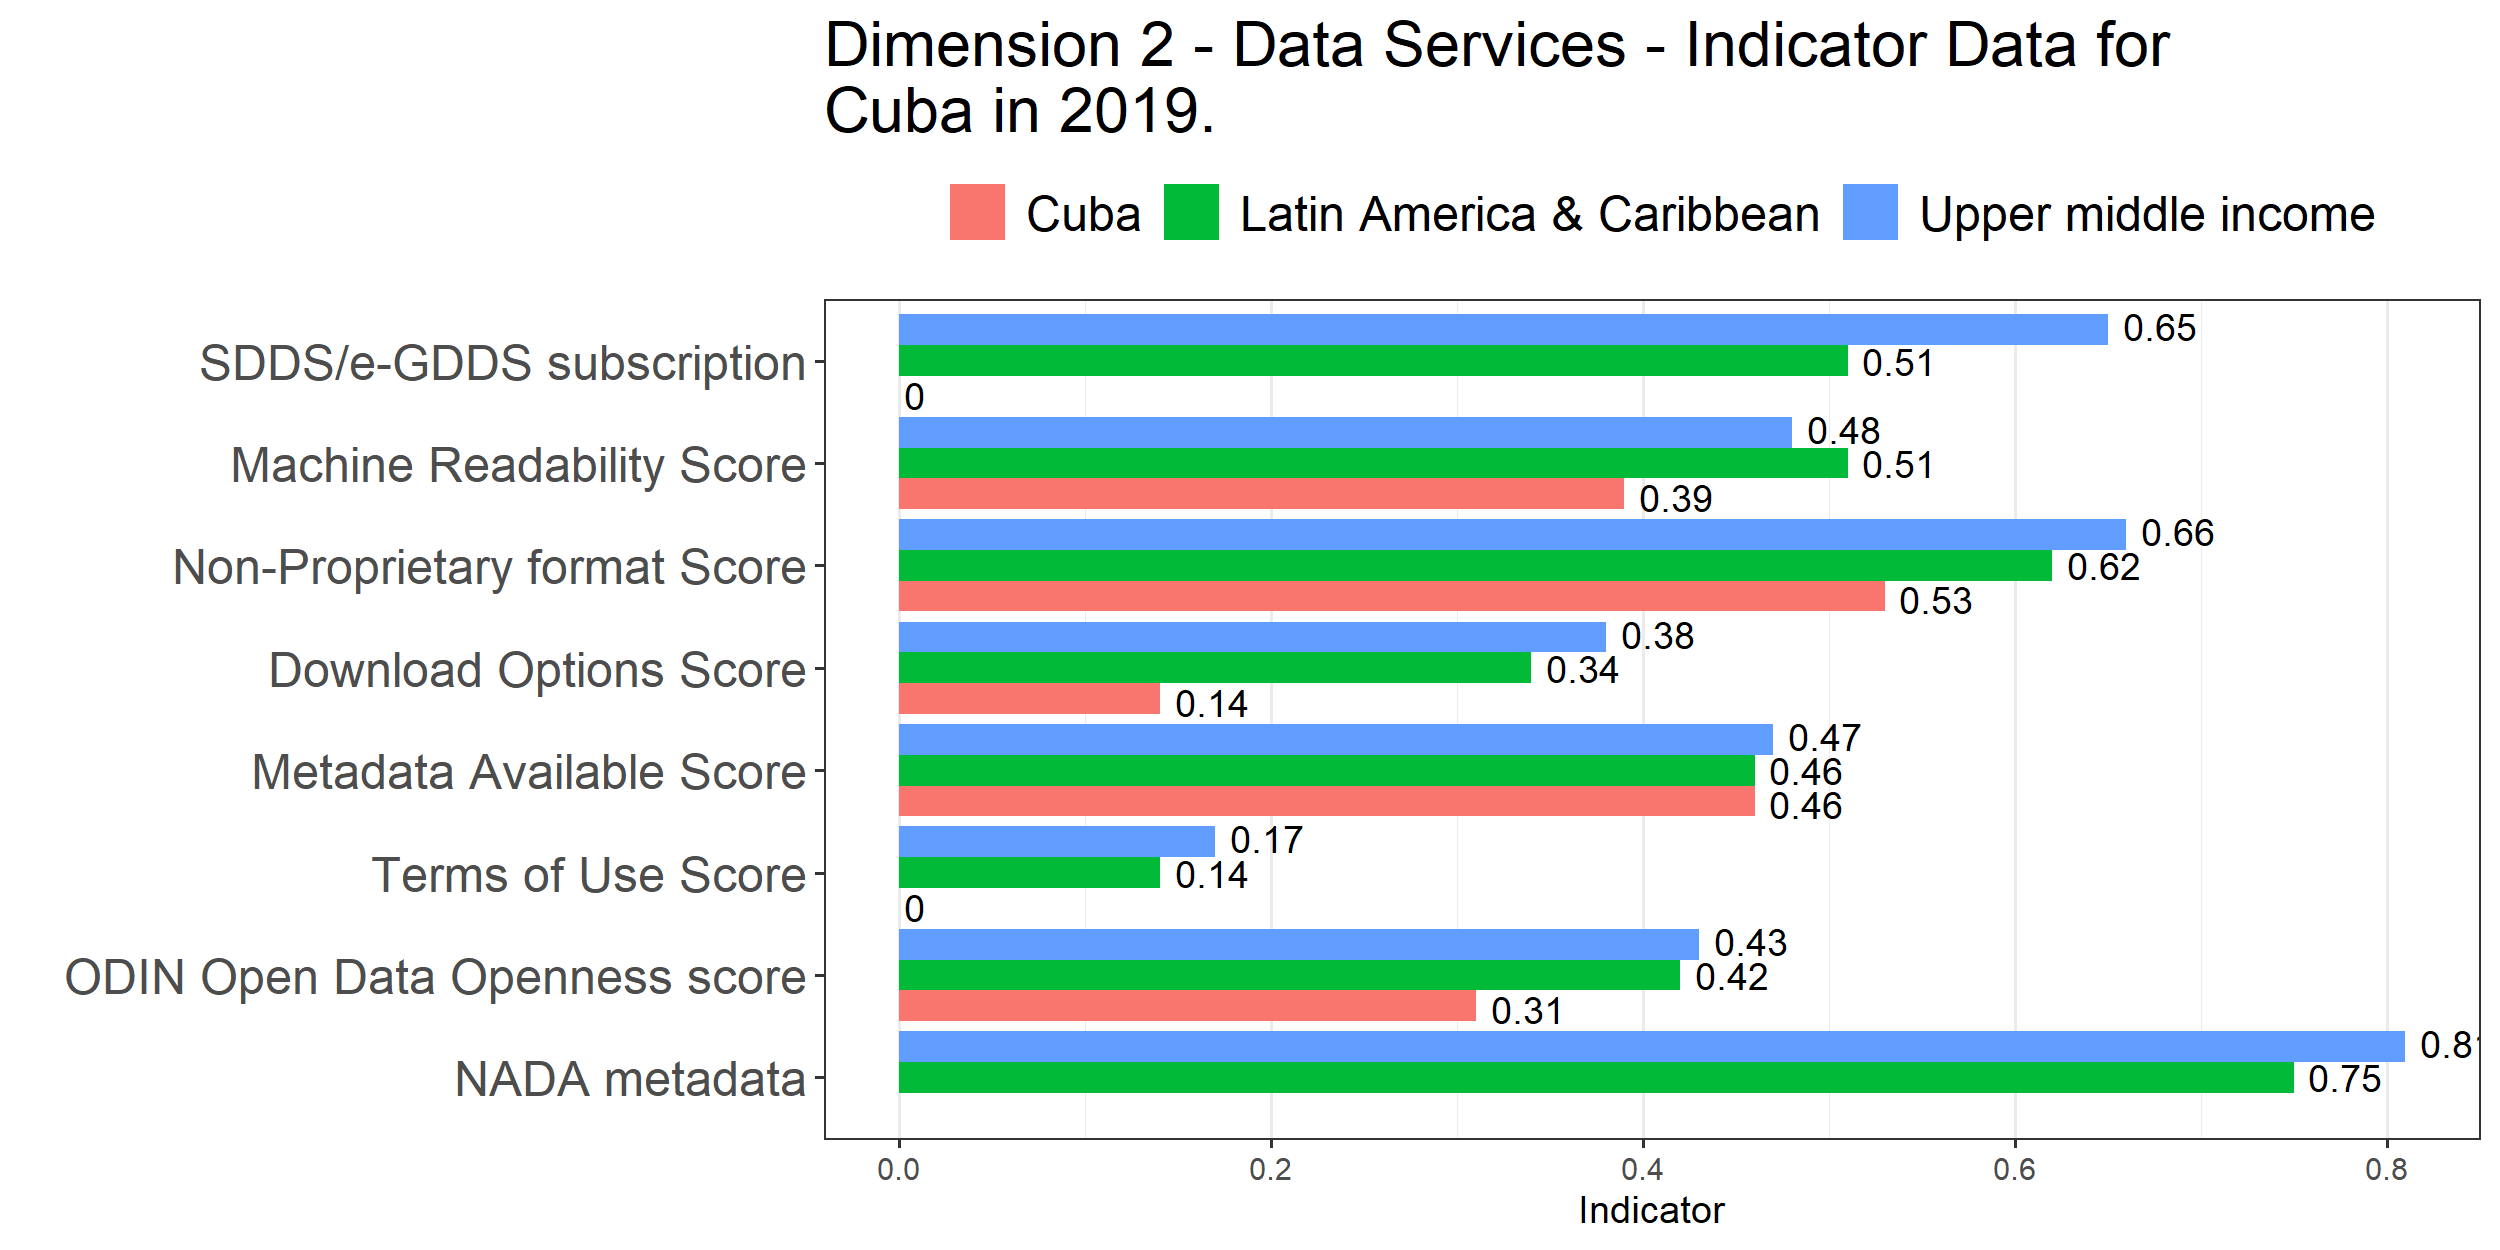 Dimension 2 - Data Services - Indicator Data for
Cuba in 2019.
Cuba
Latin America & Caribbean
Upper middle income
SDDS/e-GDDS subscription
0.65
0.51
0
Machine Readability Score
0.48
0.51
0.39
Non-Proprietary format Score
0.66
0.62
0.53
Download Options Score
0.38
0.34
0.14
Metadata Available Score
0.47
0.46
0.46
Terms of Use Score
0.17
0.14
0
ODIN Open Data Openness score
0.43
0.42
0.31
NADA metadata
0.81
0.75
0.0
0.2
0.4
0.6
0.8
Indicator